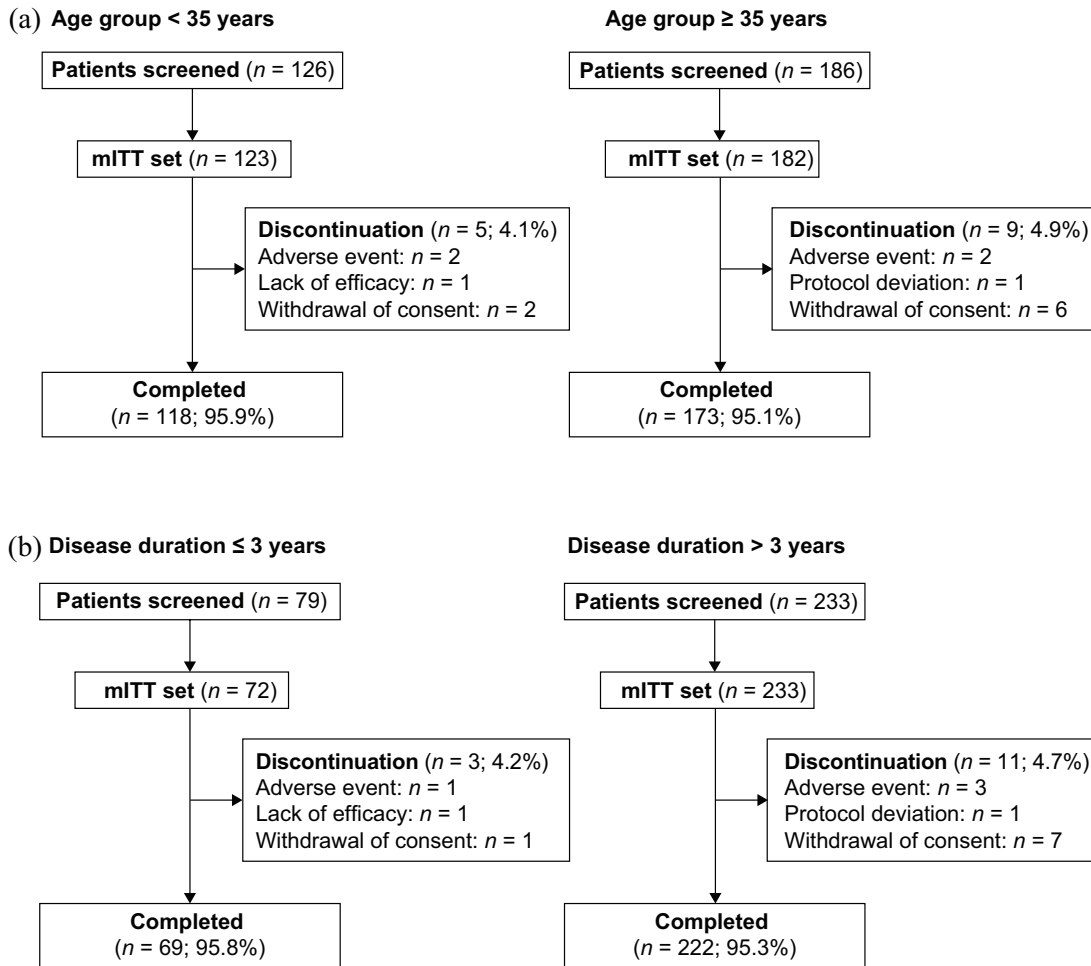 (a) Age group < 35 years
Patients screened (n = 126)
mITT set (n = 123)
Discontinuation (n = 5; 4.1%)
Adverse event: n = 2
Lack of efficacy: n = 1
Withdrawal of consent: n = 2
Completed
(n = 118; 95.9%)
Age group ≥ 35 years
Patients screened (n = 186)
mITT set (n = 182)
Discontinuation (n = 9; 4.9%)
Adverse event: n = 2
Protocol deviation: n = 1
Withdrawal of consent: n = 6
Completed
(n = 173; 95.1%)
(b) Disease duration ≤ 3 years
Patients screened (n = 79)
mITT set (n = 72)
Discontinuation (n = 3; 4.2%)
Adverse event: n = 1
Lack of efficacy: n = 1
Withdrawal of consent: n = 1
Completed
(n = 69; 95.8%)
Disease duration > 3 years
Patients screened (n = 233)
mITT set (n = 233)
Discontinuation (n = 11; 4.7%)
Adverse event: n = 3
Protocol deviation: n = 1
Withdrawal of consent: n = 7
Completed
(n = 222; 95.3%)